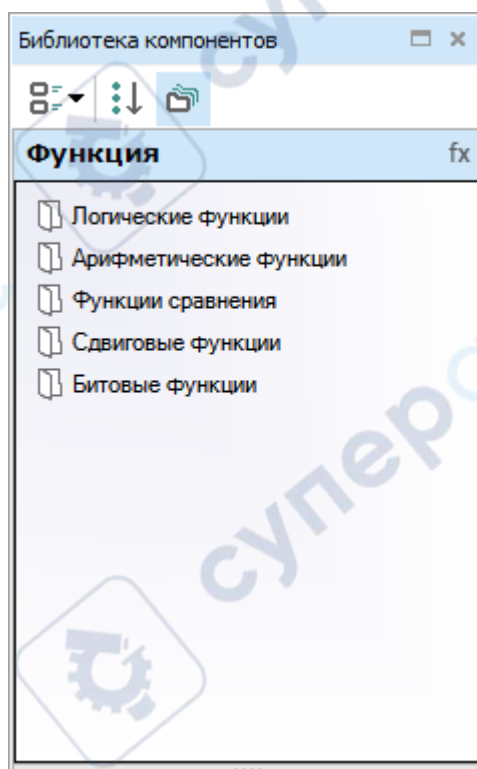 Библиотека компонентов
Функция fx
Логические функции
Арифметические функции
Функции сравнения
Сдвиговые функции
Битовые функции